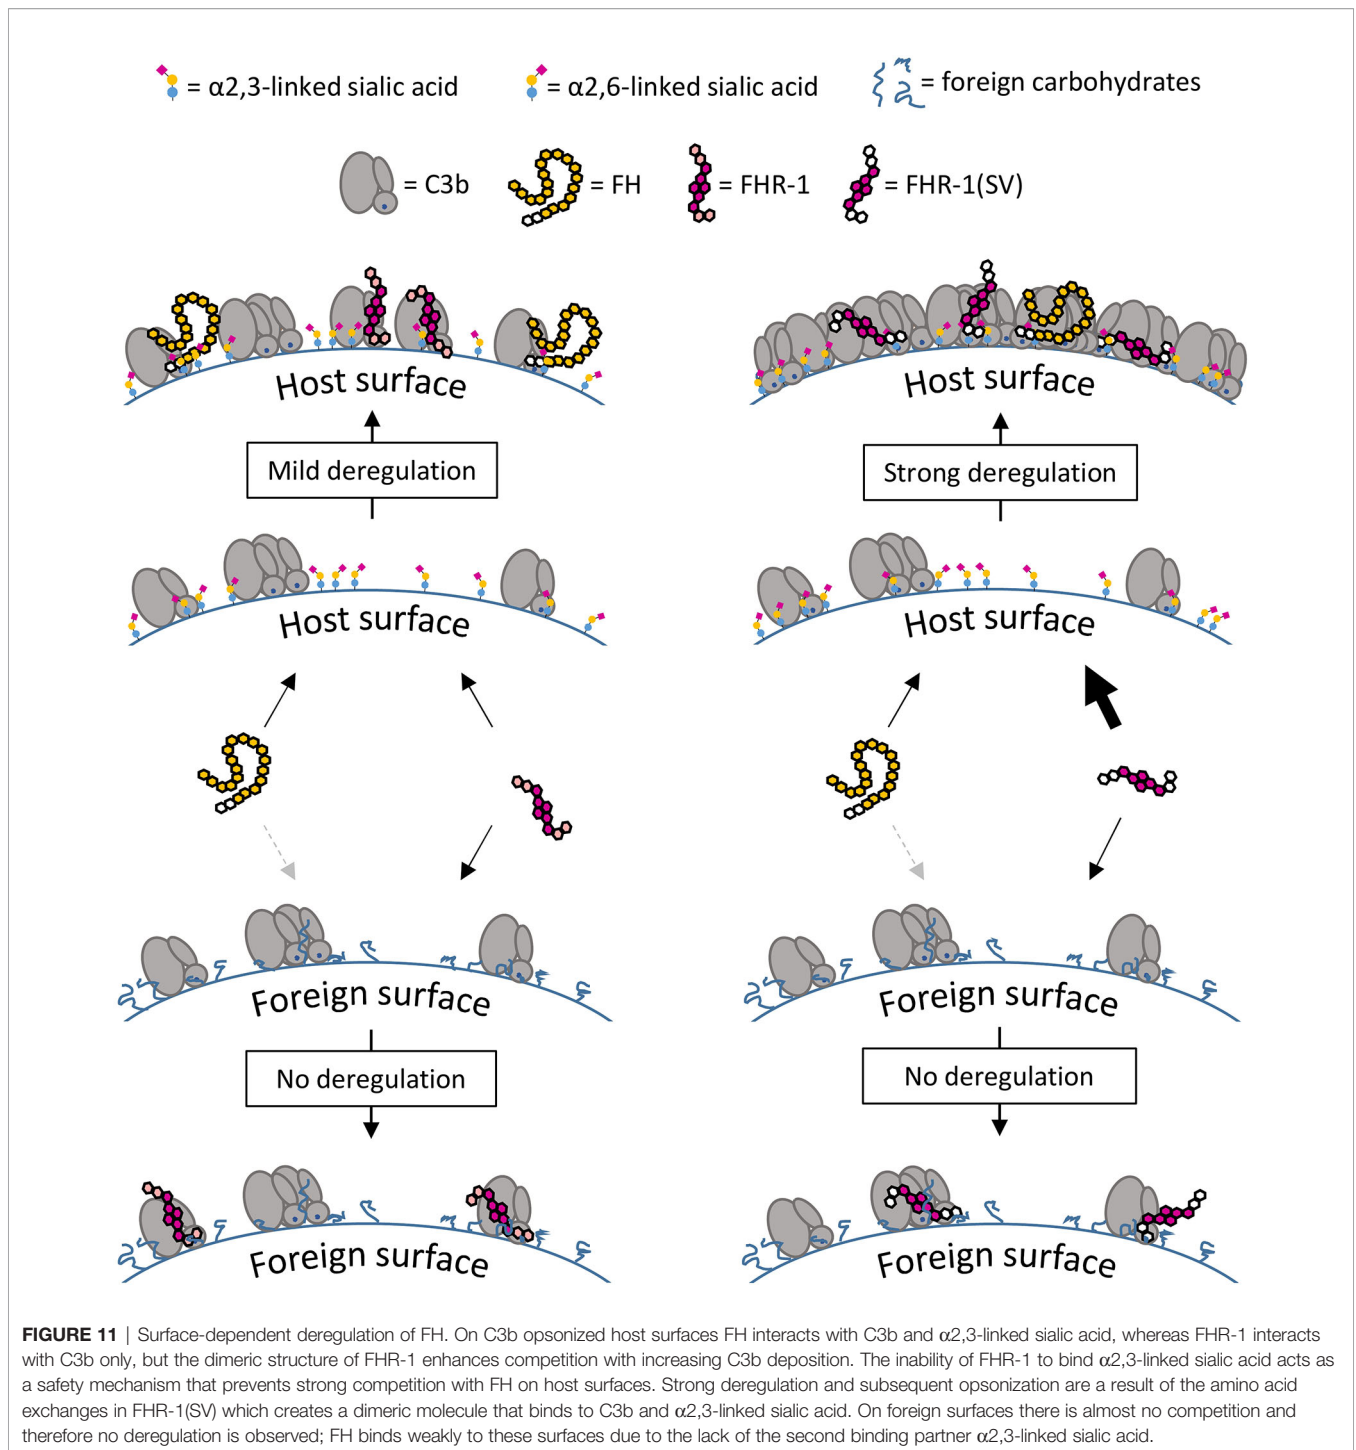 = α2,3-linked sialic acid
= α2,6-linked sialic acid
= foreign carbohydrates
= C3b
= FH
= FHR-1
= FHR-1(SV)
Host surface
Host surface
Mild deregulation
Strong deregulation
Host surface
Host surface
Foreign surface
Foreign surface
No deregulation
No deregulation
Foreign surface
Foreign surface
FIGURE 11 | Surface-dependent deregulation of FH. On C3b opsonized host surfaces FH interacts with C3b and α2,3-linked sialic acid, whereas FHR-1 interacts
with C3b only, but the dimeric structure of FHR-1 enhances competition with increasing C3b deposition. The inability of FHR-1 to bind α2,3-linked sialic acid acts as
a safety mechanism that prevents strong competition with FH on host surfaces. Strong deregulation and subsequent opsonization are a result of the amino acid
exchanges in FHR-1(SV) which creates a dimeric molecule that binds to C3b and α2,3-linked sialic acid. On foreign surfaces there is almost no competition and
therefore no deregulation is observed; FH binds weakly to these surfaces due to the lack of the second binding partner α2,3-linked sialic acid.